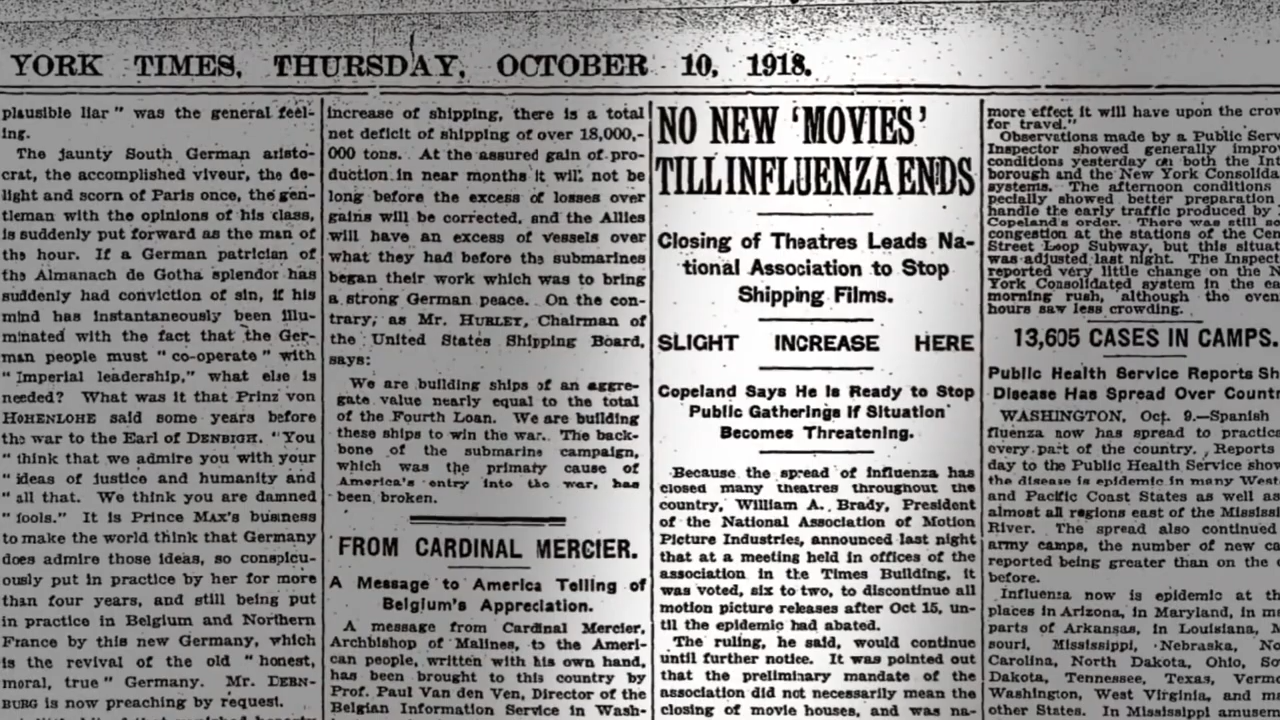 YORK TIMES, THURSDAY, OCTOBER 10, 1918.
plausible liar" was the general feel-
ing.
The jaunty South German aristo-
crat, the accomplished viveur, the de-
light and scorn of Paris once, the gen-
tleman with the opinions of his class,
is suddenly put forward as the man of
the hour. If a German patrician of
the Almanach de Gotha splendor has
suddenly had conviction of sin, if his
mind has instantaneously been illu-
minated with the fact that the Ger-
man people must "co-operate" with
"Imperial leadership," what else is
needed? What was it that Prinz von
HOHENLOHE said some years before
the war to the Earl of DENBIGH. "You
"think that we admire you with your
"ideas of justice and humanity and
"all that. We think you are damned
"fools." It is Prince MAX's business
to make the world think that Germany
does admire those ideas, so conspicu-
ously put in practice by her for more
than four years, and still being put
in practice in Belgium and Northern
France by this new Germany, which
is the revival of the old "honest,
moral, true" Germany. Mr. DERN-
BURG is now preaching by request.
increase of shipping, there is a total
net deficit of shipping of over 18,000,-
000 tons. At the assured gain of pro-
duction in near months it will not be
long before the excess of losses over
gains will be corrected, and the Allies
will have an excess of vessels over
what they had before the submarines
began their work which was to bring
a strong German peace. On the con-
trary, as Mr. HURLEY, Chairman of
the United States Shipping Board,
says:
We are building ships of an aggre-
gate value nearly equal to the total
of the Fourth Loan. We are building
these ships to win the war. The back-
bone of the submarine campaign,
which was the primary cause of
America's entry into the war, has
been broken.
FROM CARDINAL MERCIER.
A Message to America Telling of
Belgium's Appreciation.
A message from Cardinal Mercier,
Archbishop of Malines, to the Ameri-
can people, written with his own hand,
has been brought to this country by
Prof. Paul Van den Ven, Director of the
Belgian Information Service in Wash-
NO NEW 'MOVIES'
TILL INFLUENZA ENDS
Closing of Theatres Leads Na-
tional Association to Stop
Shipping Films.
SLIGHT INCREASE HERE
Copeland Says He Is Ready to Stop
Public Gatherings if Situation
Becomes Threatening.
Because the spread of influenza has
closed many theatres throughout the
country, William A. Brady, President
of the National Association of Motion
Picture Industries, announced last night
that at a meeting held in offices of the
association in the Times Building, it
was voted, six to two, to discontinue all
motion picture releases after Oct 15, un-
til the epidemic had abated.
The ruling, he said, would continue
until further notice. It was pointed out
that the preliminary mandate of the
association did not necessarily mean the
closing of movie houses, and was na-
more effect it will have upon the crow
for travel."
Observations made by a Public Serv
Inspector showed generally improv
conditions yesterday on both the Int
borough and the New York Consolida
systems. The afternoon conditions
pecially showed better preparation
handle the early traffic produced by
Copeland's order. There was still so
congestion at the stations of the Cen
Street Loop Subway, but this situat
was adjusted last night. The Inspect
reported very little change on the N
York Consolidated system in the ea
morning rush, although the even
hours saw less crowding.
13,605 CASES IN CAMPS.
Public Health Service Reports Sh
Disease Has Spread Over Countr
WASHINGTON, Oct. 9.—Spanish
fluenza now has spread to practica
every part of the country. Reports
day to the Public Health Service show
the disease is epidemic in many West
and Pacific Coast States as well as
almost all regions east of the Mississi
River. The spread also continued
army camps, the number of new ca
reported being greater than on the
before.
Influenza now is epidemic at th
places in Arizona, in Maryland, in m
parts of Arkansas, in Louisiana, M
souri, Mississippi, Nebraska, No
Carolina, North Dakota, Ohio, So
Dakota, Tennessee, Texas, Vermo
Washington, West Virginia, and m
other States. In Mississippi amusem